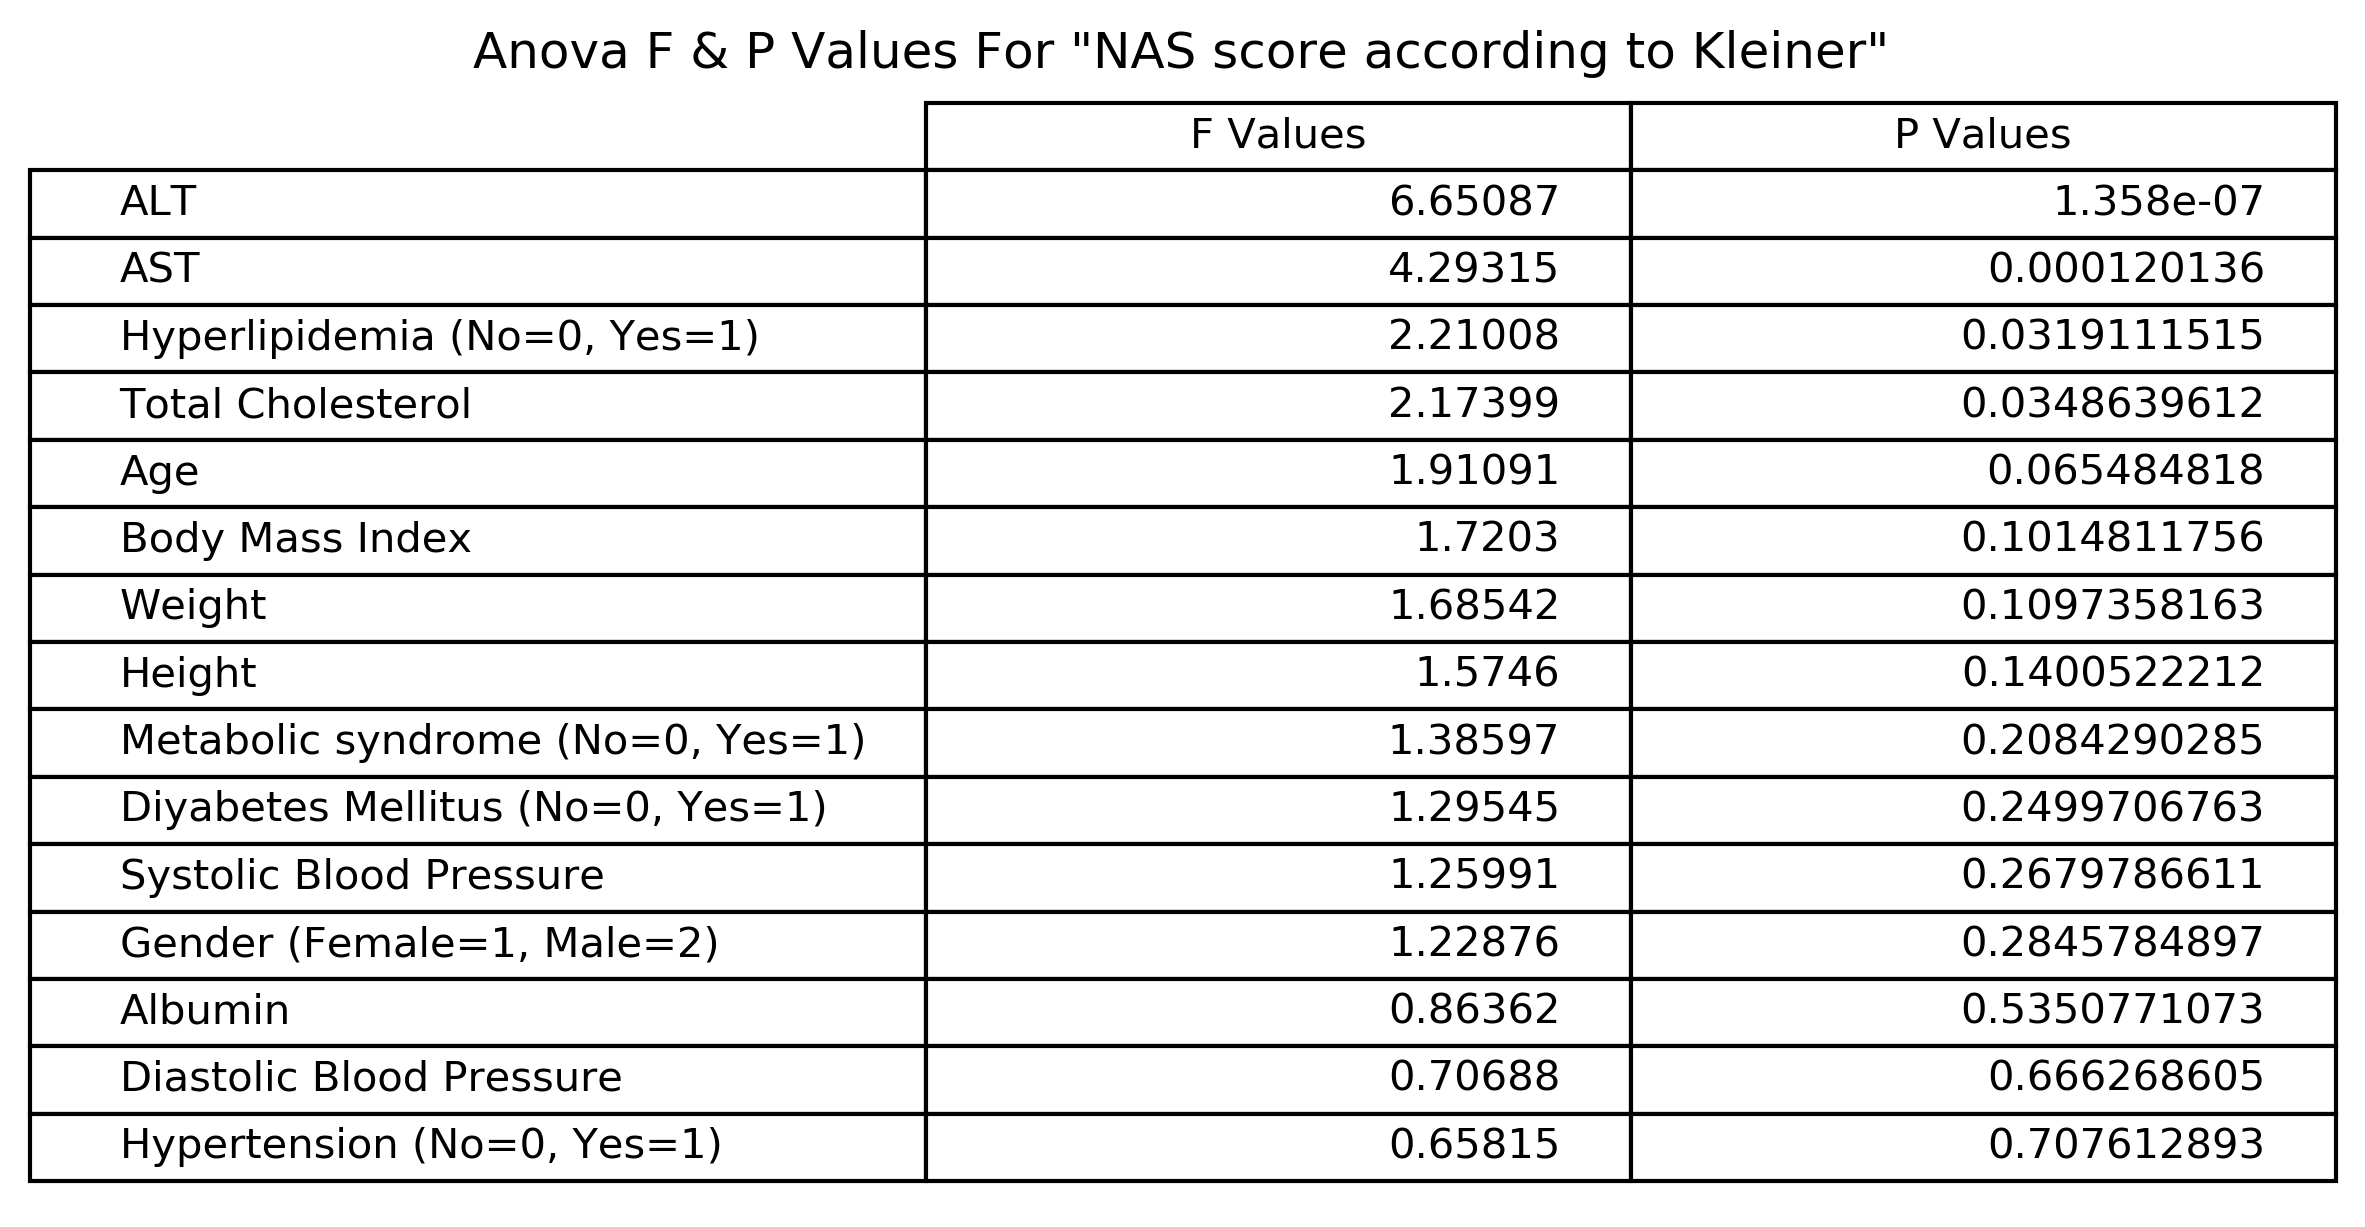 Anova F & P Values For "NAS score according to Kleiner"
F Values P Values
ALT 6.65087 1.358e-07
AST 4.29315 0.000120136
Hyperlipidemia (No=0, Yes=1) 2.21008 0.0319111515
Total Cholesterol 2.17399 0.0348639612
Age 1.91091 0.065484818
Body Mass Index 1.7203 0.1014811756
Weight 1.68542 0.1097358163
Height 1.5746 0.1400522212
Metabolic syndrome (No=0, Yes=1) 1.38597 0.2084290285
Diyabetes Mellitus (No=0, Yes=1) 1.29545 0.2499706763
Systolic Blood Pressure 1.25991 0.2679786611
Gender (Female=1, Male=2) 1.22876 0.2845784897
Albumin 0.86362 0.5350771073
Diastolic Blood Pressure 0.70688 0.666268605
Hypertension (No=0, Yes=1) 0.65815 0.707612893